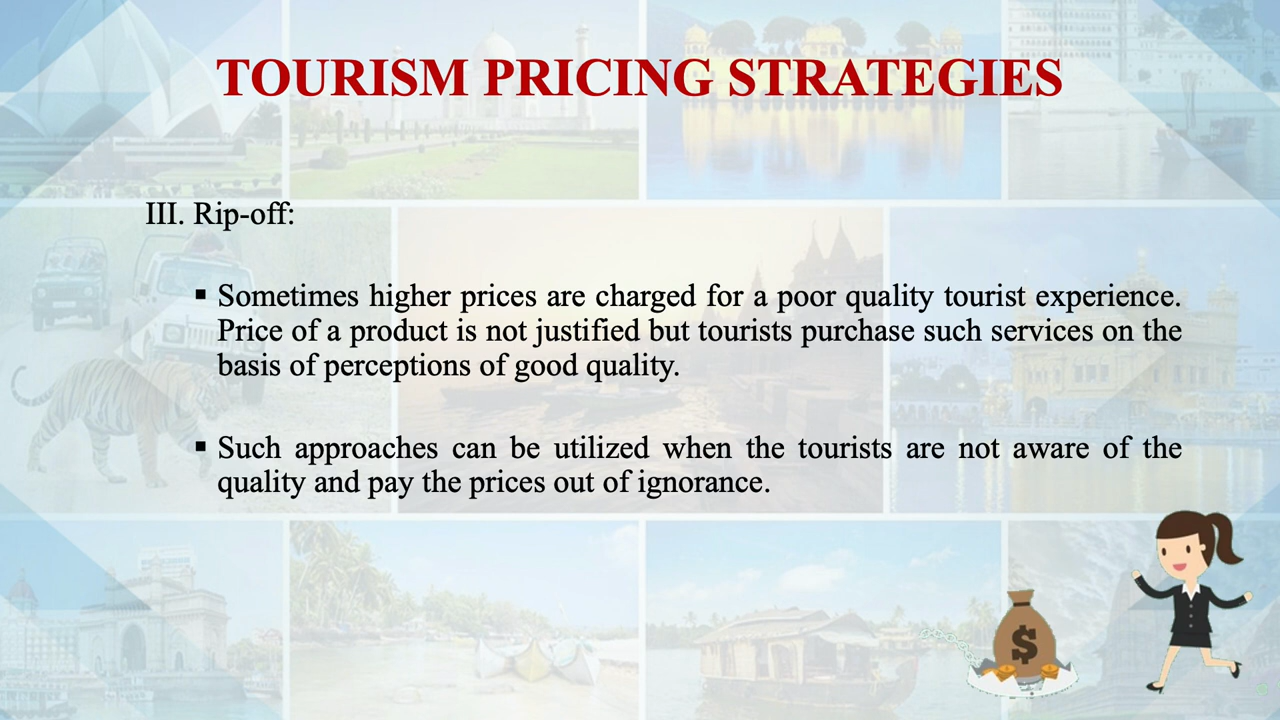 TOURISM PRICING STRATEGIES
III. Rip-off:
▪ Sometimes higher prices are charged for a poor quality tourist experience.
Price of a product is not justified but tourists purchase such services on the
basis of perceptions of good quality.
▪ Such approaches can be utilized when the tourists are not aware of the
quality and pay the prices out of ignorance.
$